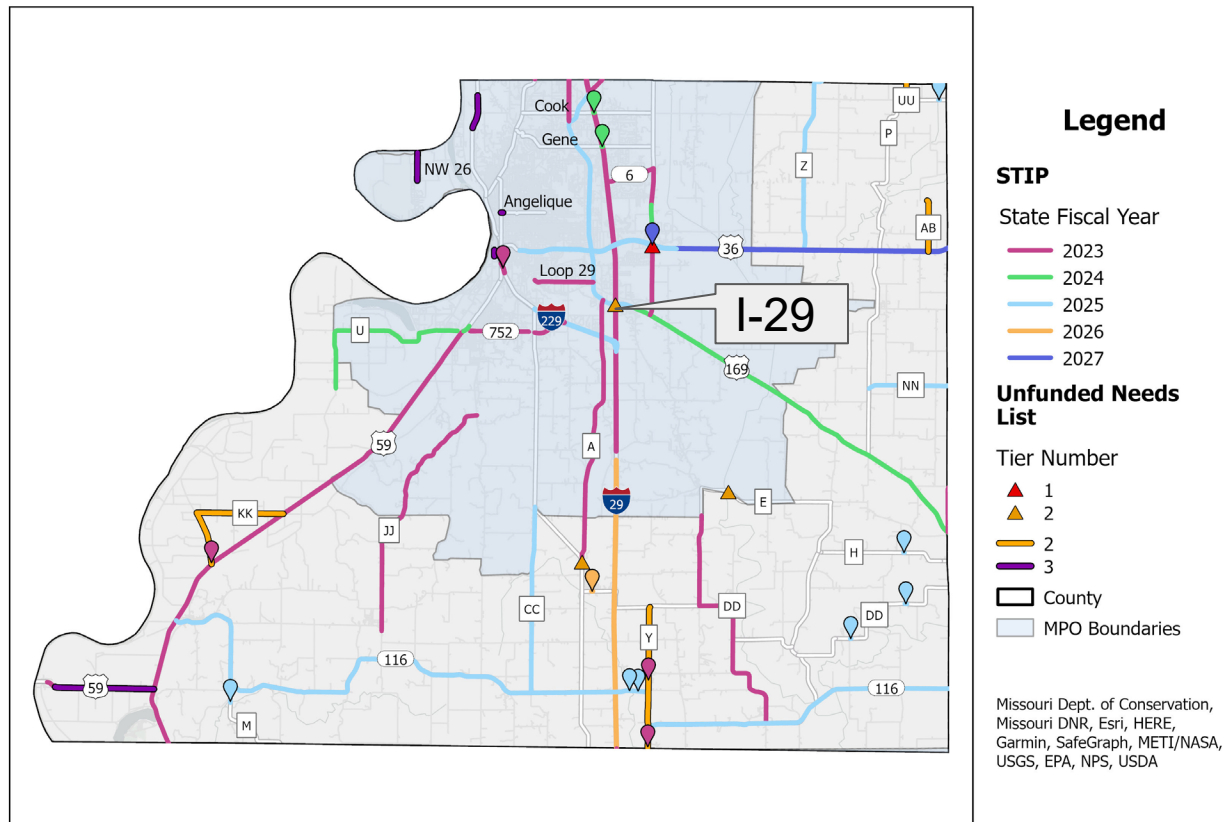 Cook
Gene
NW 26
6
Angelique
Loop 29
UU
P
Z
AB
36
I-29
229
752
U
169
NN
59
A
29
E
KK
JJ
H
CC
DD
DD
Y
116
59
116
M
Legend
STIP
State Fiscal Year
2023
2024
2025
2026
2027
Unfunded Needs
List
Tier Number
1
2
2
3
County
MPO Boundaries
Missouri Dept. of Conservation,
Missouri DNR, Esri, HERE,
Garmin, SafeGraph, METI/NASA,
USGS, EPA, NPS, USDA